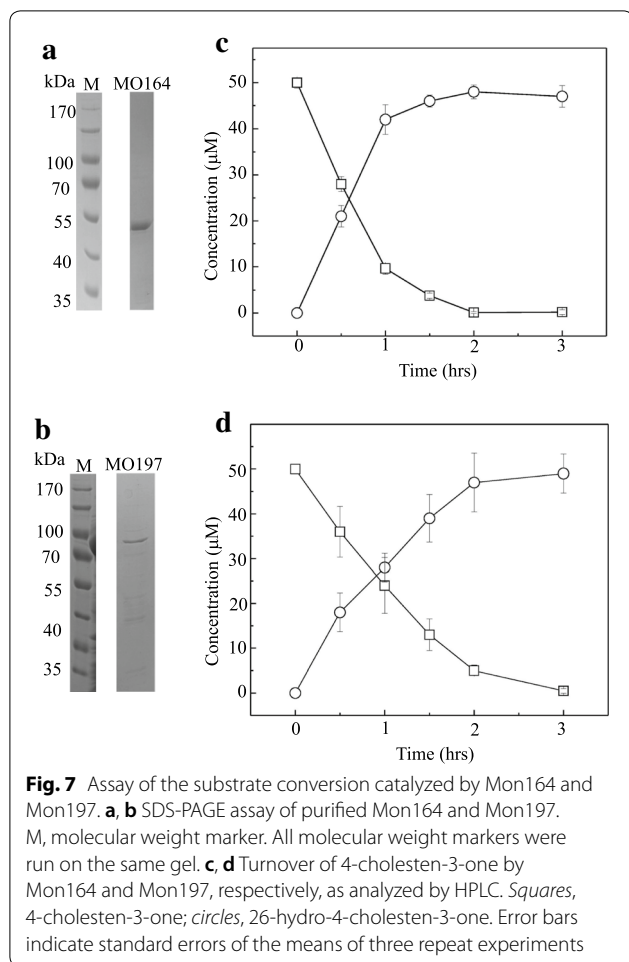 a
kDa M MO164
170
100
70
55
40
35
c
Concentration (µM)
50
40
30
20
10
0
0 1 2 3
Time (hrs)
b
kDa M MO197
170
100
70
55
40
35
d
Concentration (µM)
50
40
30
20
10
0
0 1 2 3
Time (hrs)
Fig. 7 Assay of the substrate conversion catalyzed by Mon164 and
Mon197. a, b SDS-PAGE assay of purified Mon164 and Mon197.
M, molecular weight marker. All molecular weight markers were
run on the same gel. c, d Turnover of 4-cholesten-3-one by
Mon164 and Mon197, respectively, as analyzed by HPLC. Squares,
4-cholesten-3-one; circles, 26-hydro-4-cholesten-3-one. Error bars
indicate standard errors of the means of three repeat experiments